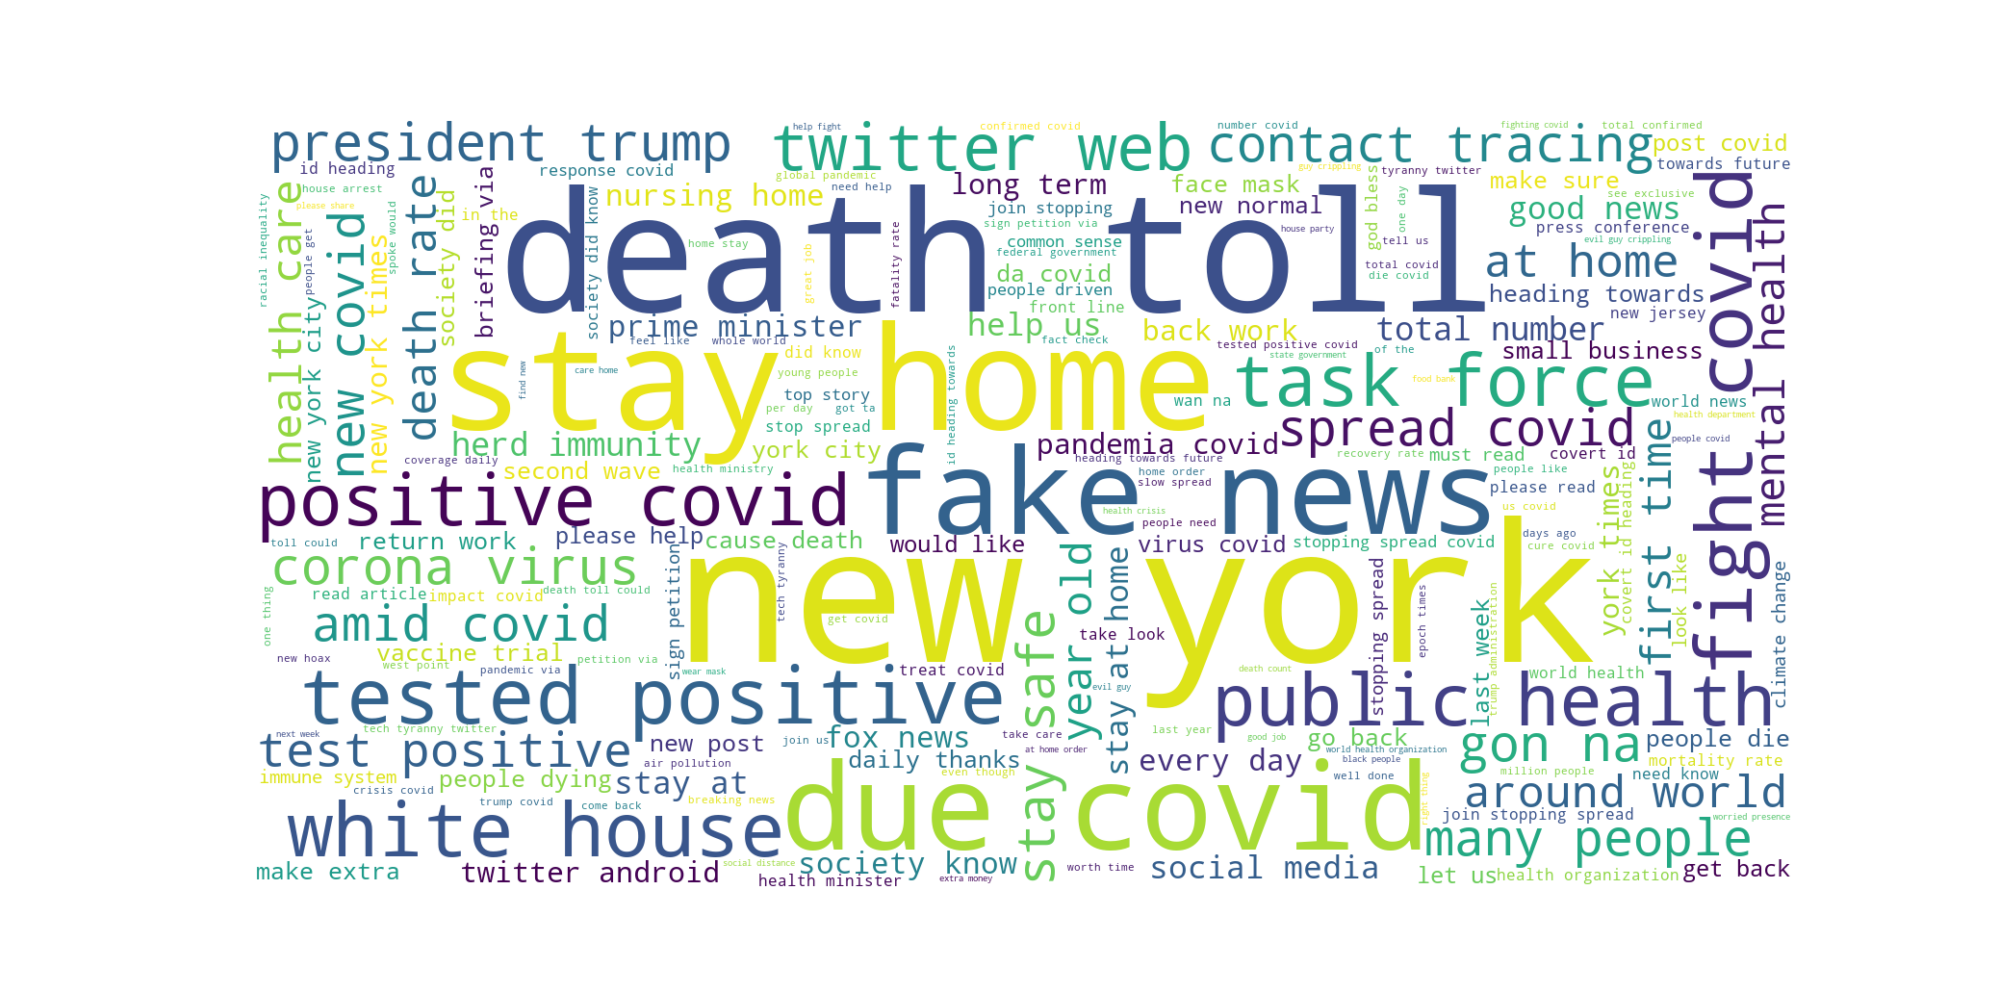 president trump
help fight
twitter web
confirmed covid
number covid
contact tracing
fighting covid
total confirmed
post covid
id heading
response covid
global pandemic
need help
nursing home
long term
face mask
guy crippling
tyranny twitter
make sure
towards future
house arrest
please share
in the
death toll
join stopping
sign petition via
new normal
house party
god bless
one day
see exclusive
good news
press conference
evil guy crippling
racial inequality
health care
people get
new york city
new covid
new york times
spoke would
death rate
society did
briefing via
society did know
home stay
great job
fatality rate
common sense
federal government
da covid
people driven
front line
tell us
total covid
die covid
at home
heading towards
new jersey
fight covid
mental health
prime minister
feel like
whole world
help us
fact check
back work
total number
tested positive covid
state government
of the
small business
did know
young people
find new
care home
stay home
id heading towards
top story
per day
got ta
stop spread
wan na
task force
food bank
world news
health department
herd immunity
york city
pandemia covid
spread covid
people covid
coverage daily
second wave
health ministry
heading towards future
home order
slow spread
recovery rate
must read
covert id
people like
please read
positive covid
fake news
health crisis
people need
us covid
york times
covert id heading
first time
look like
climate change
toll could
return work
please help
cause death
would like
virus covid
stopping spread covid
days ago
cure covid
corona virus
read article
impact covid
death toll could
sign petition
tech tyranny
new york
get covid
year old
stay at home
stopping spread
epoch times
last week
trump administration
one thing
amid covid
stay safe
take look
new hoax
vaccine trial
west point
pandemic via
petition via
wear mask
treat covid
death count
world health
evil guy
tested positive
public health
tech tyranny twitter
next week
test positive
new post
air pollution
join us
fox news
daily thanks
take care
at home order
last year
good job
go back
world health organization
black people
gon na
people die
mortality rate
immune system
crisis covid
people dying
stay at
even though
every day
well done
right thing
million people
need know
around world
white house
trump covid
come back
breaking news
due covid
join stopping spread
worried presence
many people
make extra
twitter android
social distance
society know
health minister
extra money
worth time
social media
let us
health organization
get back